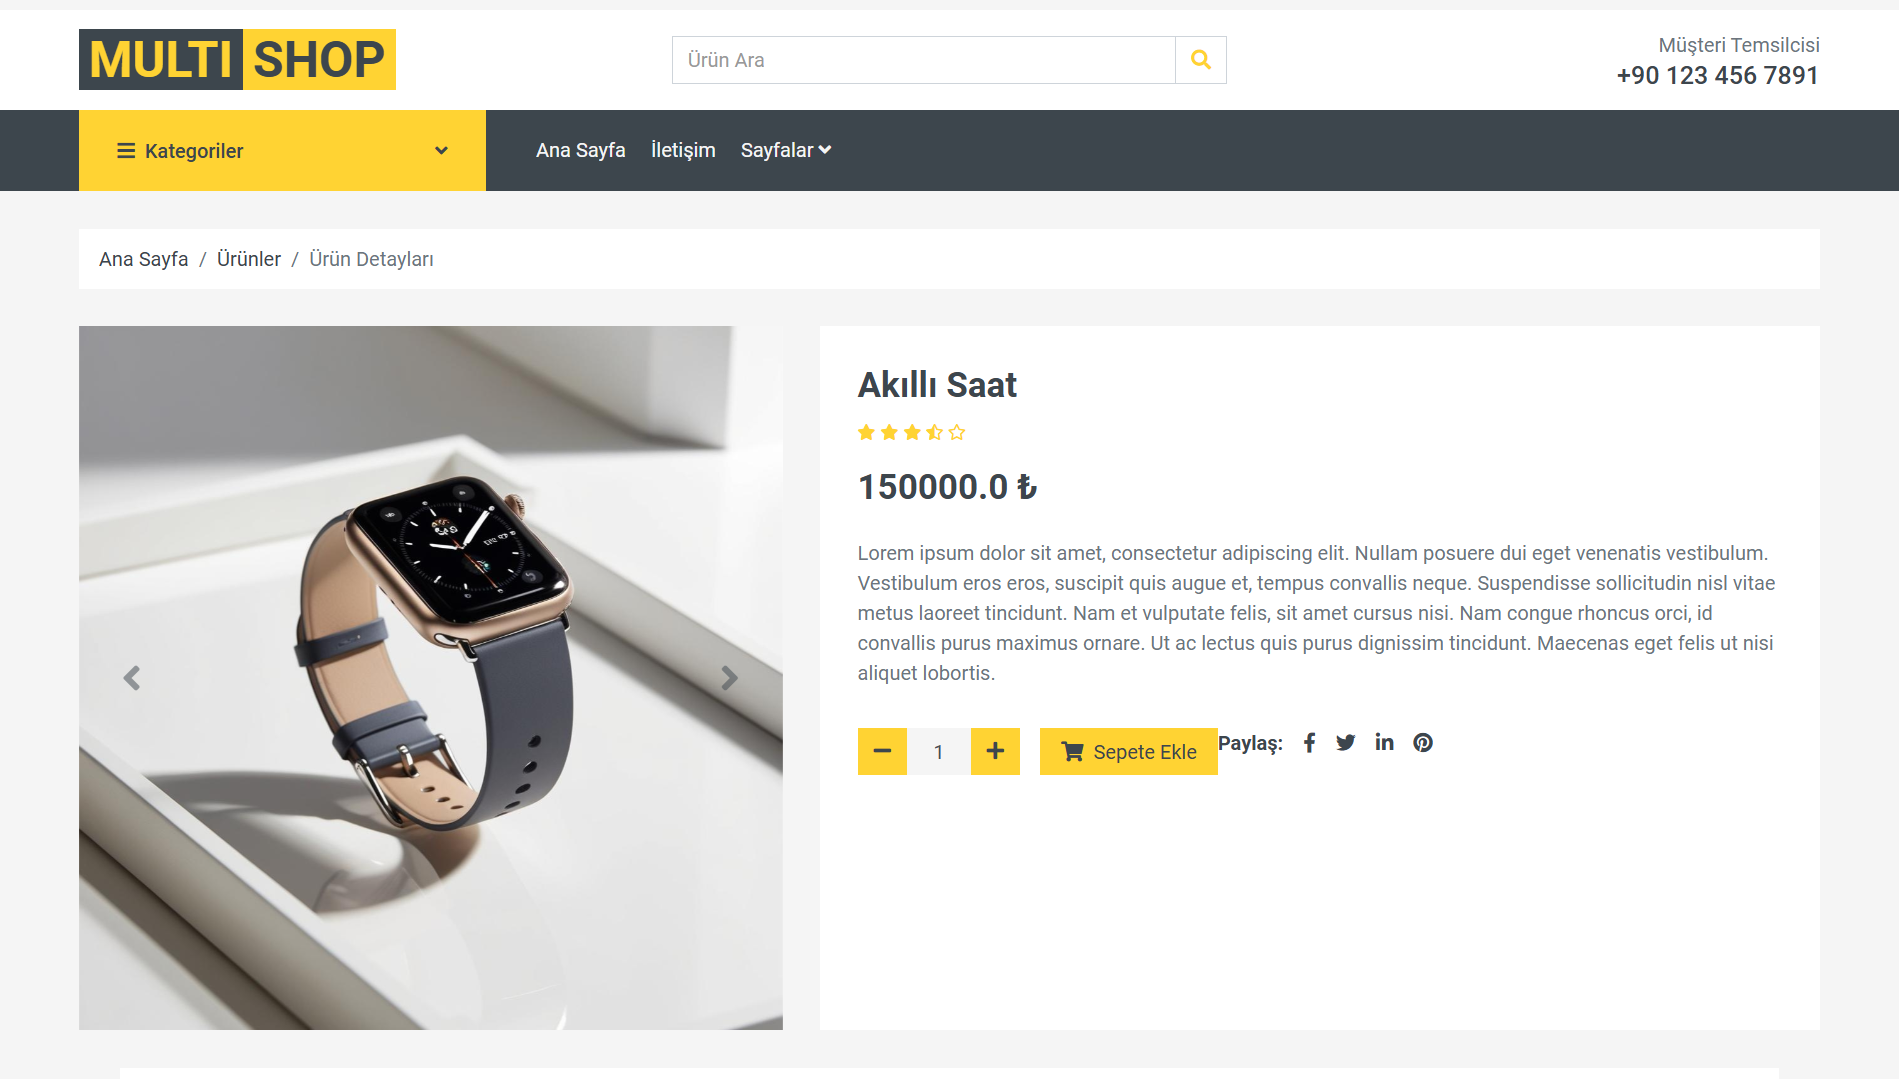 MULTI SHOP
Ürün Ara
Müşteri Temsilcisi
+90 123 456 7891
Kategoriler
Ana Sayfa İletişim Sayfalar
Ana Sayfa / Ürünler / Ürün Detayları
Akıllı Saat
150000.0 ₺
Lorem ipsum dolor sit amet, consectetur adipiscing elit. Nullam posuere dui eget venenatis vestibulum.
Vestibulum eros eros, suscipit quis augue et, tempus convallis neque. Suspendisse sollicitudin nisl vitae
metus laoreet tincidunt. Nam et vulputate felis, sit amet cursus nisi. Nam congue rhoncus orci, id
convallis purus maximus ornare. Ut ac lectus quis purus dignissim tincidunt. Maecenas eget felis ut nisi
aliquet lobortis.
1
Sepete Ekle
Paylaş: